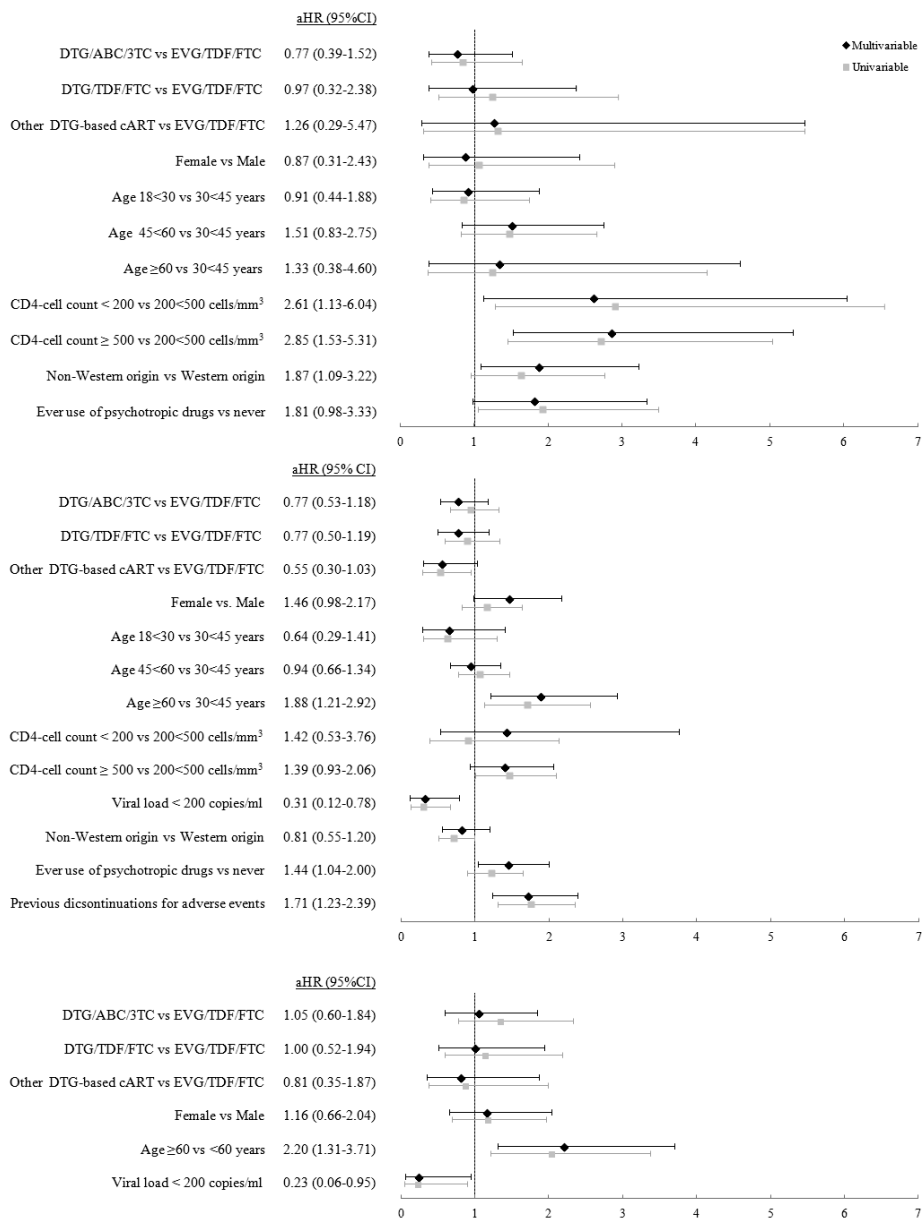 aHR (95%CI)
DTG/ABC/3TC vs EVG/TDF/FTC 0.77 (0.39-1.52)
Multivariable
Univariable
DTG/TDF/FTC vs EVG/TDF/FTC 0.97 (0.32-2.38)
Other DTG-based cART vs EVG/TDF/FTC 1.26 (0.29-5.47)
Female vs Male 0.87 (0.31-2.43)
Age 18<30 vs 30<45 years 0.91 (0.44-1.88)
Age 45<60 vs 30<45 years 1.51 (0.83-2.75)
Age ≥60 vs 30<45 years 1.33 (0.38-4.60)
CD4-cell count < 200 vs 200<500 cells/mm³ 2.61 (1.13-6.04)
CD4-cell count ≥ 500 vs 200<500 cells/mm³ 2.85 (1.53-5.31)
Non-Western origin vs Western origin 1.87 (1.09-3.22)
Ever use of psychotropic drugs vs never 1.81 (0.98-3.33)
0 1 2 3 4 5 6 7
aHR (95% CI)
DTG/ABC/3TC vs EVG/TDF/FTC 0.77 (0.53-1.18)
DTG/TDF/FTC vs EVG/TDF/FTC 0.77 (0.50-1.19)
Other DTG-based cART vs EVG/TDF/FTC 0.55 (0.30-1.03)
Female vs. Male 1.46 (0.98-2.17)
Age 18<30 vs 30<45 years 0.64 (0.29-1.41)
Age 45<60 vs 30<45 years 0.94 (0.66-1.34)
Age ≥60 vs 30<45 years 1.88 (1.21-2.92)
CD4-cell count < 200 vs 200<500 cells/mm³ 1.42 (0.53-3.76)
CD4-cell count ≥ 500 vs 200<500 cells/mm³ 1.39 (0.93-2.06)
Viral load < 200 copies/ml 0.31 (0.12-0.78)
Non-Western origin vs Western origin 0.81 (0.55-1.20)
Ever use of psychotropic drugs vs never 1.44 (1.04-2.00)
Previous dicsontinuations for adverse events 1.71 (1.23-2.39)
0 1 2 3 4 5 6 7
aHR (95%CI)
DTG/ABC/3TC vs EVG/TDF/FTC 1.05 (0.60-1.84)
DTG/TDF/FTC vs EVG/TDF/FTC 1.00 (0.52-1.94)
Other DTG-based cART vs EVG/TDF/FTC 0.81 (0.35-1.87)
Female vs Male 1.16 (0.66-2.04)
Age ≥60 vs <60 years 2.20 (1.31-3.71)
Viral load < 200 copies/ml 0.23 (0.06-0.95)
0 1 2 3 4 5 6 7